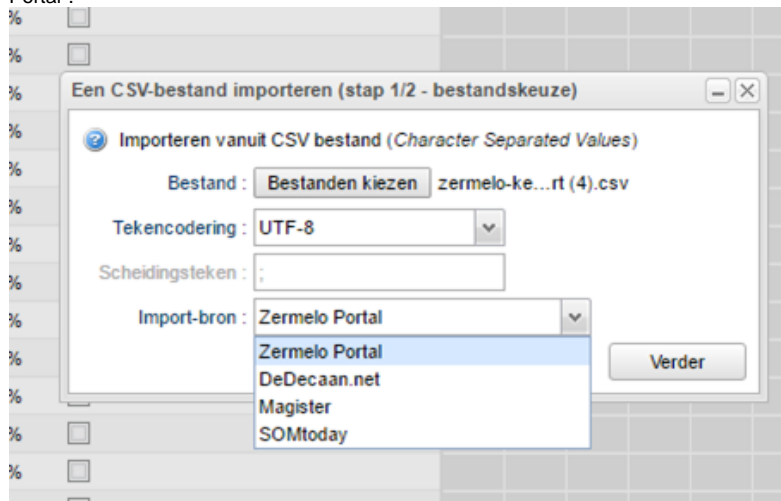 Portal .
%
%
%
Een CSV-bestand importeren (stap 1/2 - bestandskeuze)
%
Importeren vanuit CSV bestand (Character Separated Values)
%
Bestand : Bestanden kiezen zermelo-ke...rt (4).csv
%
Tekencodering : UTF-8
%
Scheidingsteken : ;
%
Import-bron : Zermelo Portal
%
Zermelo Portal
Verder
DeDecaan.net
%
Magister
%
SOMtoday
%